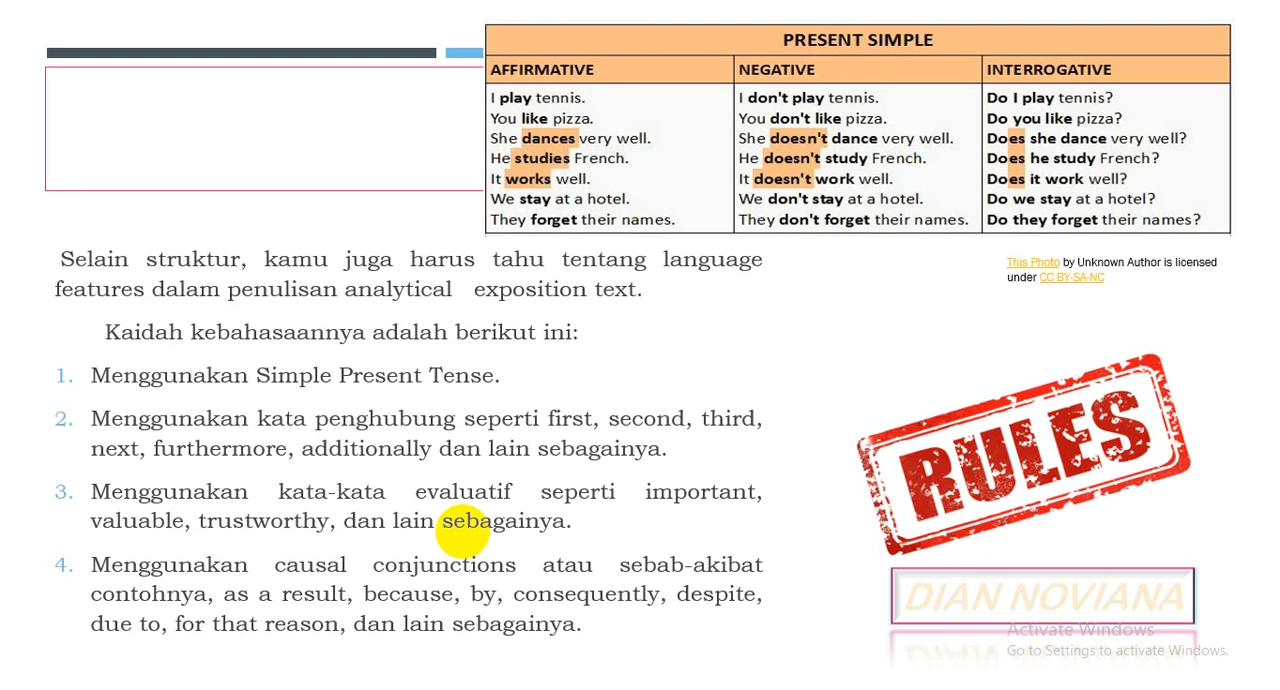 PRESENT SIMPLE
AFFIRMATIVE NEGATIVE INTERROGATIVE
I play tennis. I don't play tennis. Do I play tennis?
You like pizza. You don't like pizza. Do you like pizza?
She dances very well. She doesn't dance very well. Does she dance very well?
He studies French. He doesn't study French. Does he study French?
It works well. It doesn't work well. Does it work well?
We stay at a hotel. We don't stay at a hotel. Do we stay at a hotel?
They forget their names. They don't forget their names. Do they forget their names?
This Photo by Unknown Author is licensed
under CC BY-SA-NC
Selain struktur, kamu juga harus tahu tentang language
features dalam penulisan analytical exposition text.
Kaidah kebahasaannya adalah berikut ini:
1. Menggunakan Simple Present Tense.
2. Menggunakan kata penghubung seperti first, second, third,
next, furthermore, additionally dan lain sebagainya.
3. Menggunakan kata-kata evaluatif seperti important,
valuable, trustworthy, dan lain sebagainya.
4. Menggunakan causal conjunctions atau sebab-akibat
contohnya, as a result, because, by, consequently, despite,
due to, for that reason, dan lain sebagainya.
RULES
DIAN NOVIANA
Activate Windows
Go to Settings to activate Windows.